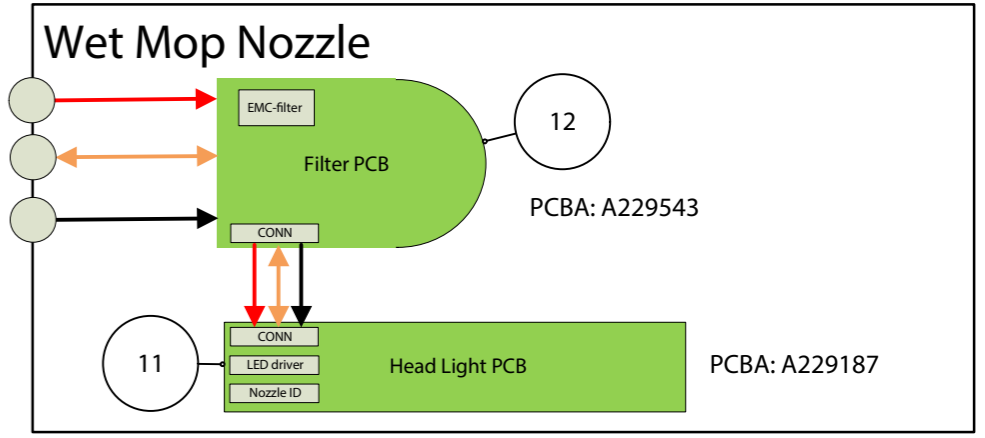 Wet Mop Nozzle
EMC-filter
12
Filter PCB
PCBA: A229543
CONN
CONN
11
LED driver
Head Light PCB
PCBA: A229187
Nozzle ID